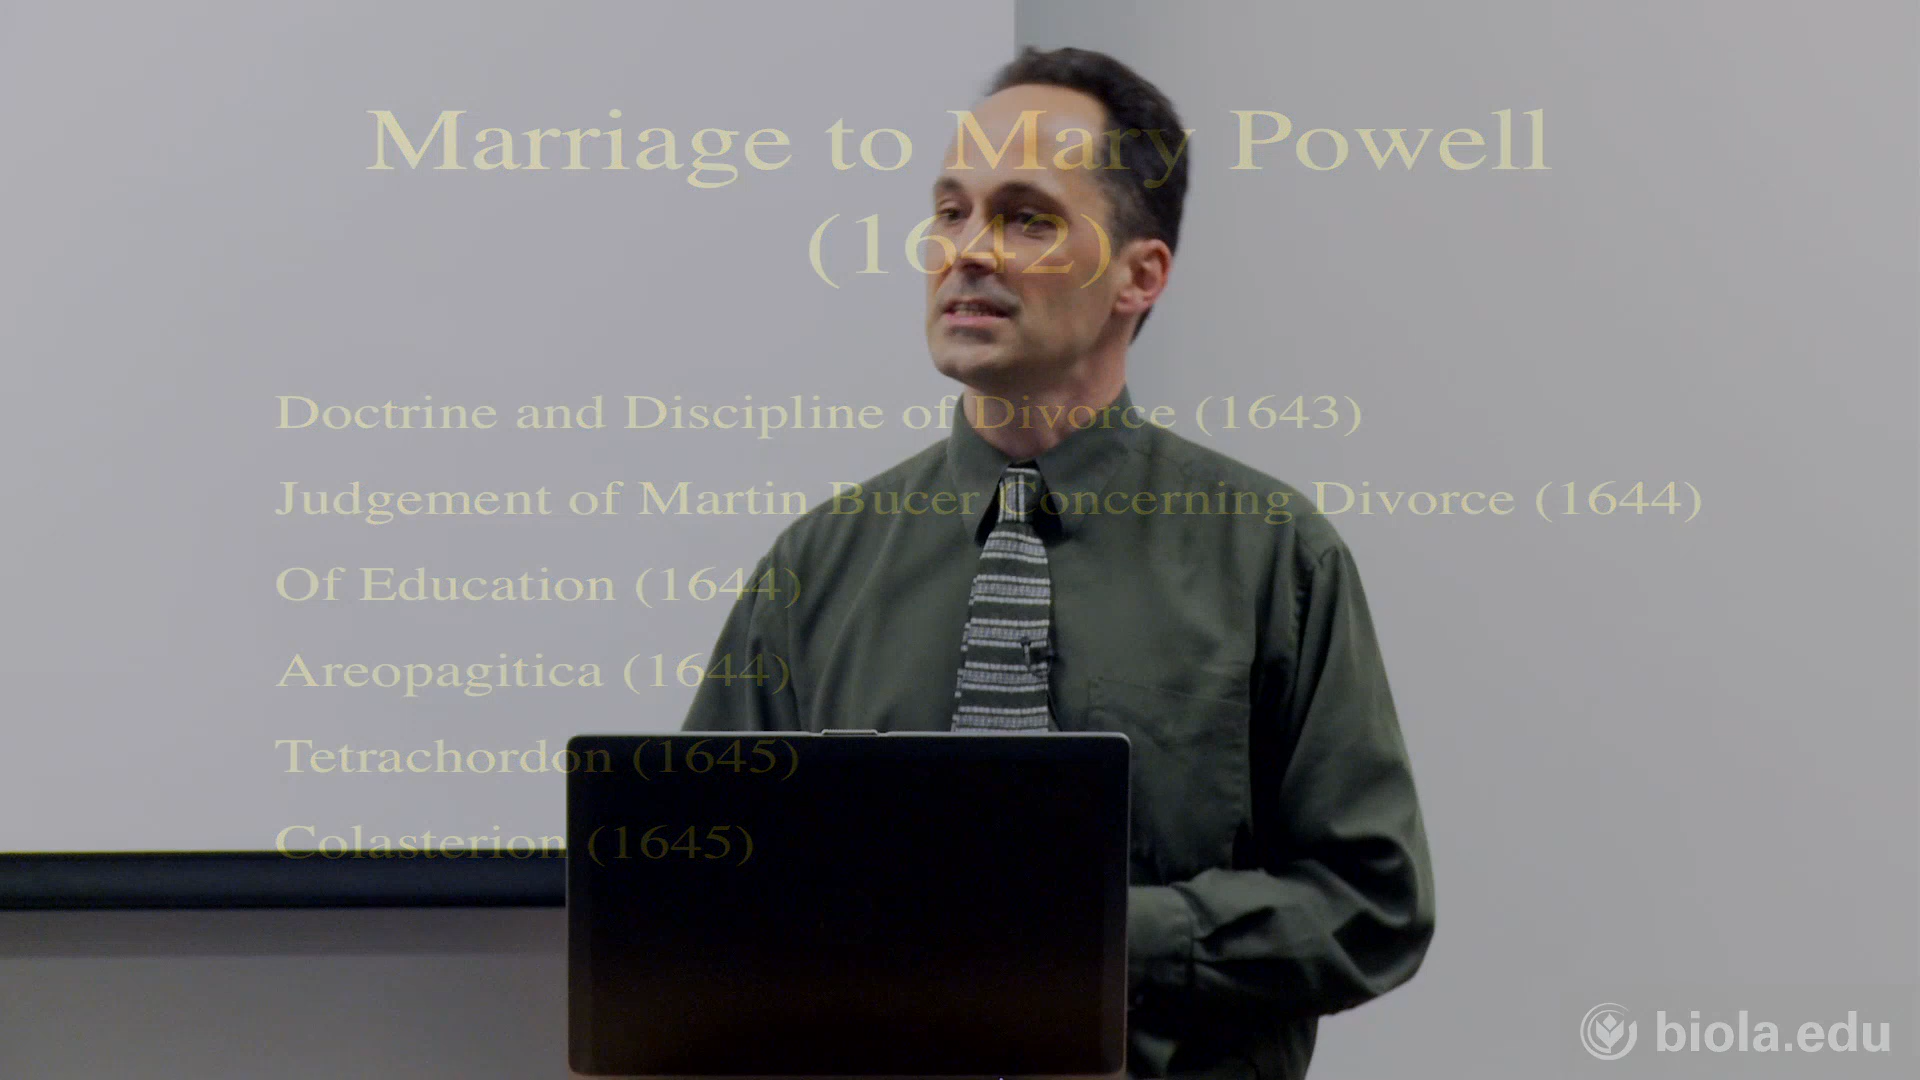 Marriage to Mary Powell
(1642)
Doctrine and Discipline of Divorce (1643)
Judgement of Martin Bucer Concerning Divorce (1644)
Of Education (1644)
Areopagitica (1644)
Tetrachordon (1645)
Colasterion (1645)
biola.edu